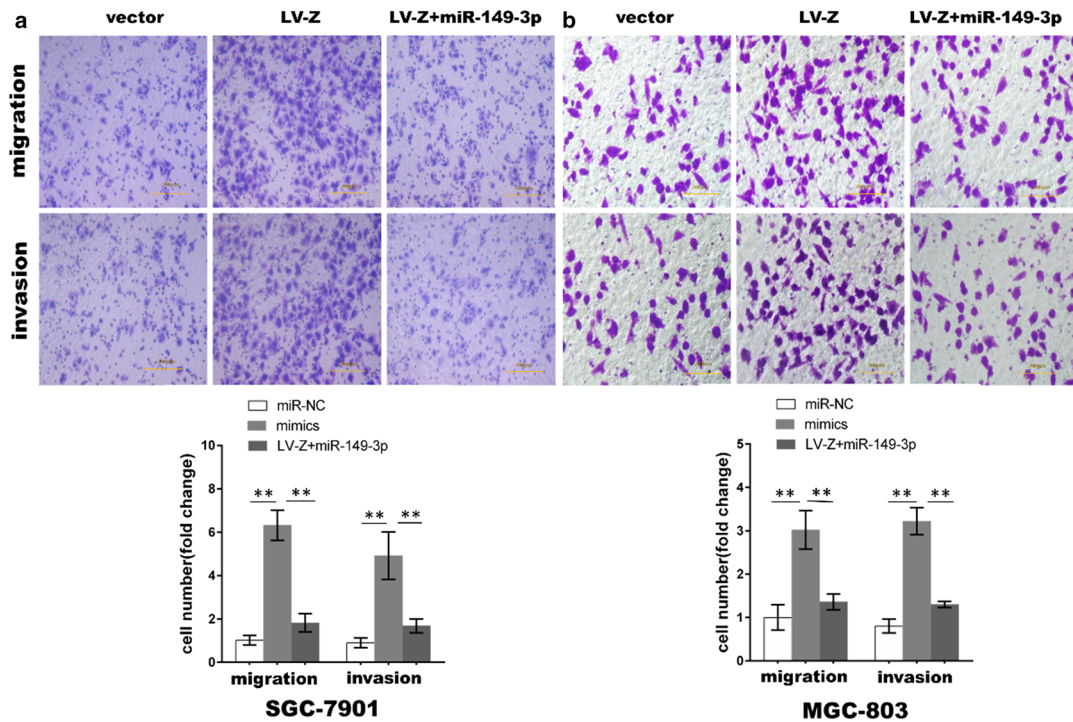 a
vector
LV-Z
LV-Z+miR-149-3p
b
vector
LV-Z
LV-Z+miR-149-3p
migration
invasion
miR-NC
mimics
LV-Z+miR-149-3p
cell number(fold change)
10
8
6
4
2
0
**
**
**
**
migration
invasion
SGC-7901
miR-NC
mimics
LV-Z+miR-149-3p
cell number(fold change)
5
4
3
2
1
0
**
**
**
**
migration
invasion
MGC-803